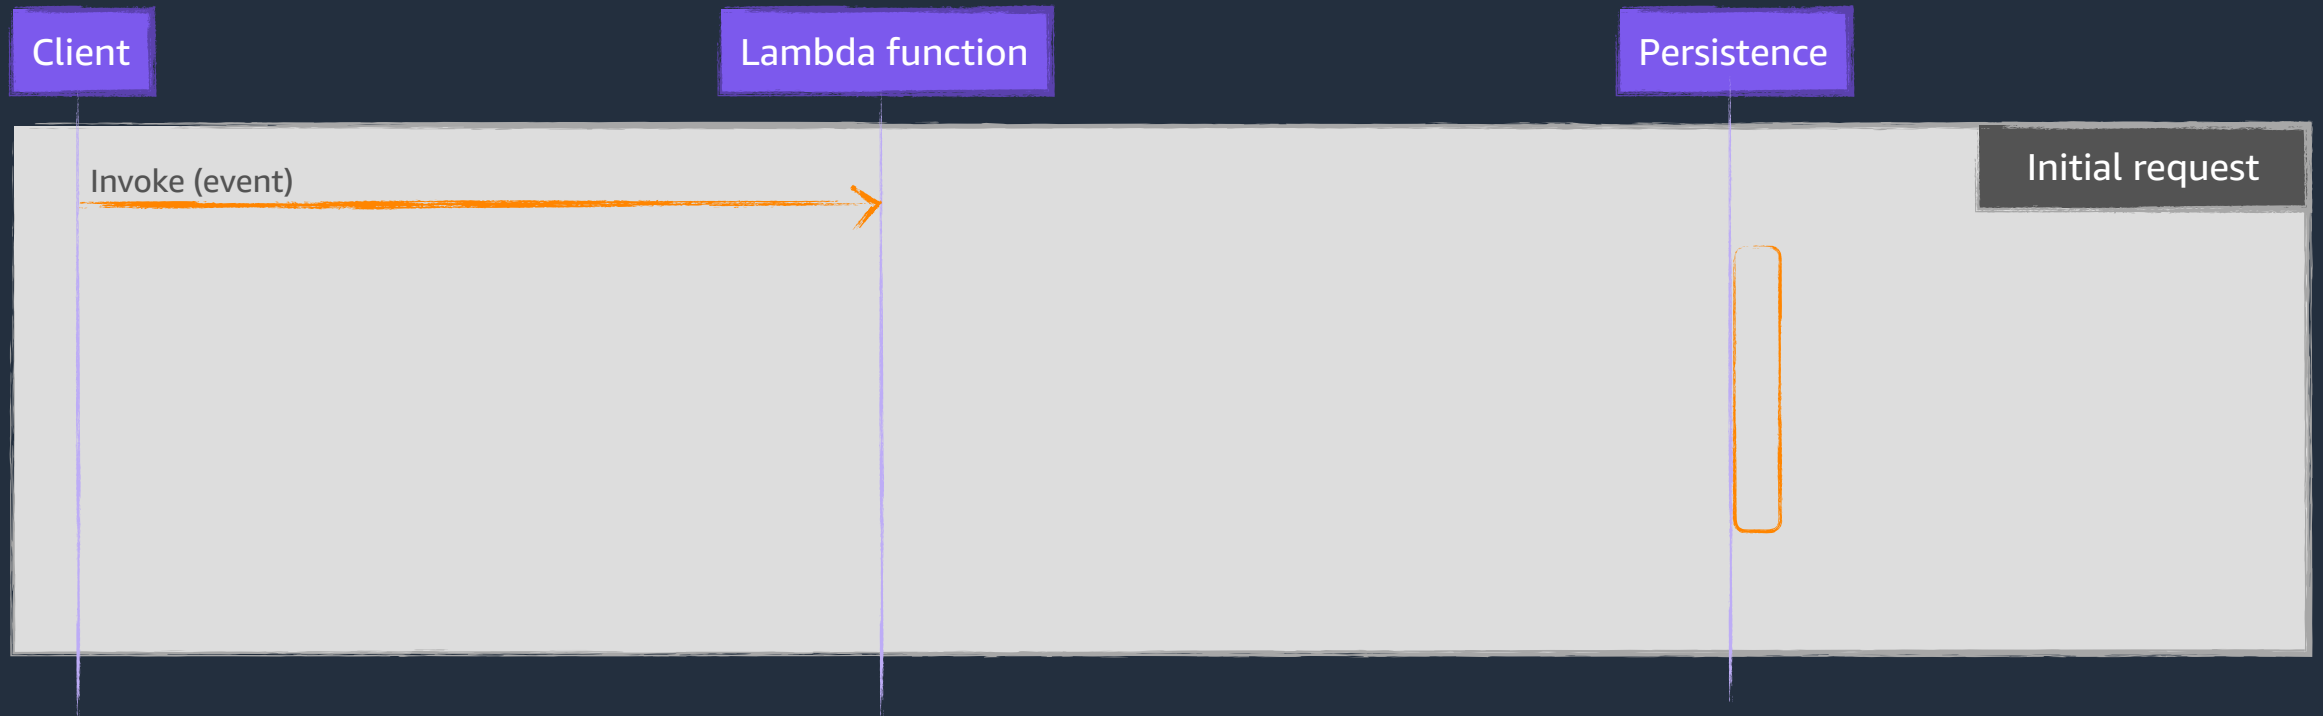 Client
Lambda function
Persistence
Initial request
Invoke (event)